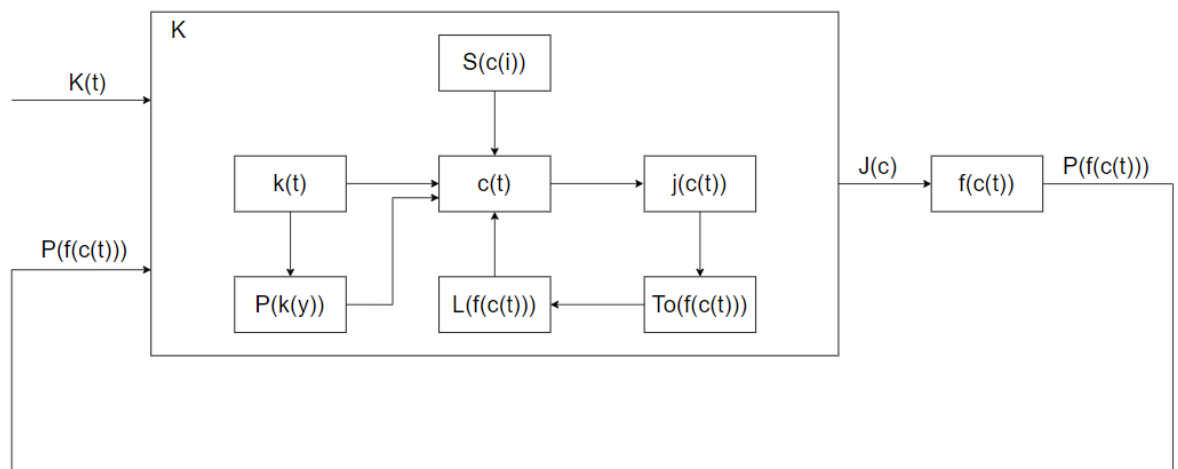 K
S(c(i))
K(t)
k(t)
c(t)
j(c(t))
J(c)
f(c(t))
P(f(c(t)))
P(f(c(t)))
P(k(y))
L(f(c(t)))
To(f(c(t)))